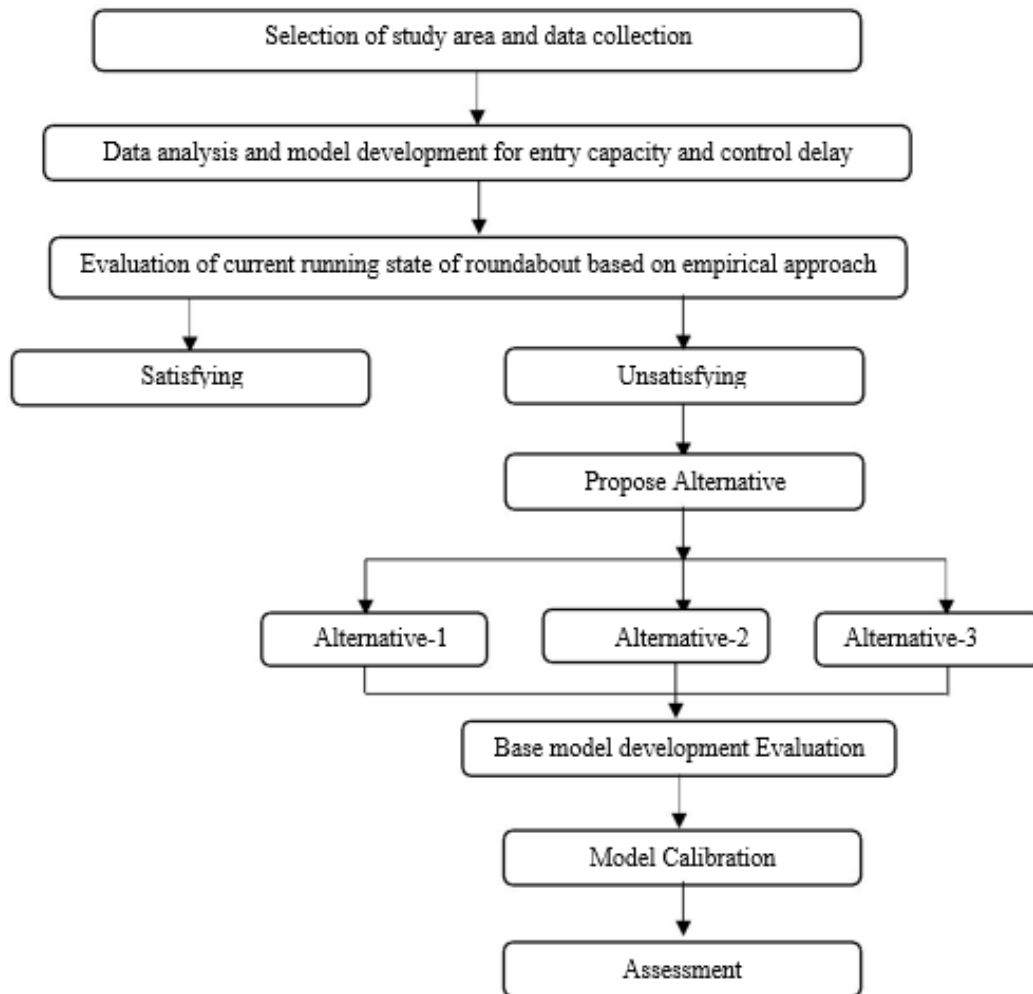 Selection of study area and data collection
Data analysis and model development for entry capacity and control delay
Evaluation of current running state of roundabout based on empirical approach
Satisfying
Unsatisfying
Propose Alternative
Alternative-1
Alternative-2
Alternative-3
Base model development Evaluation
Model Calibration
Assessment